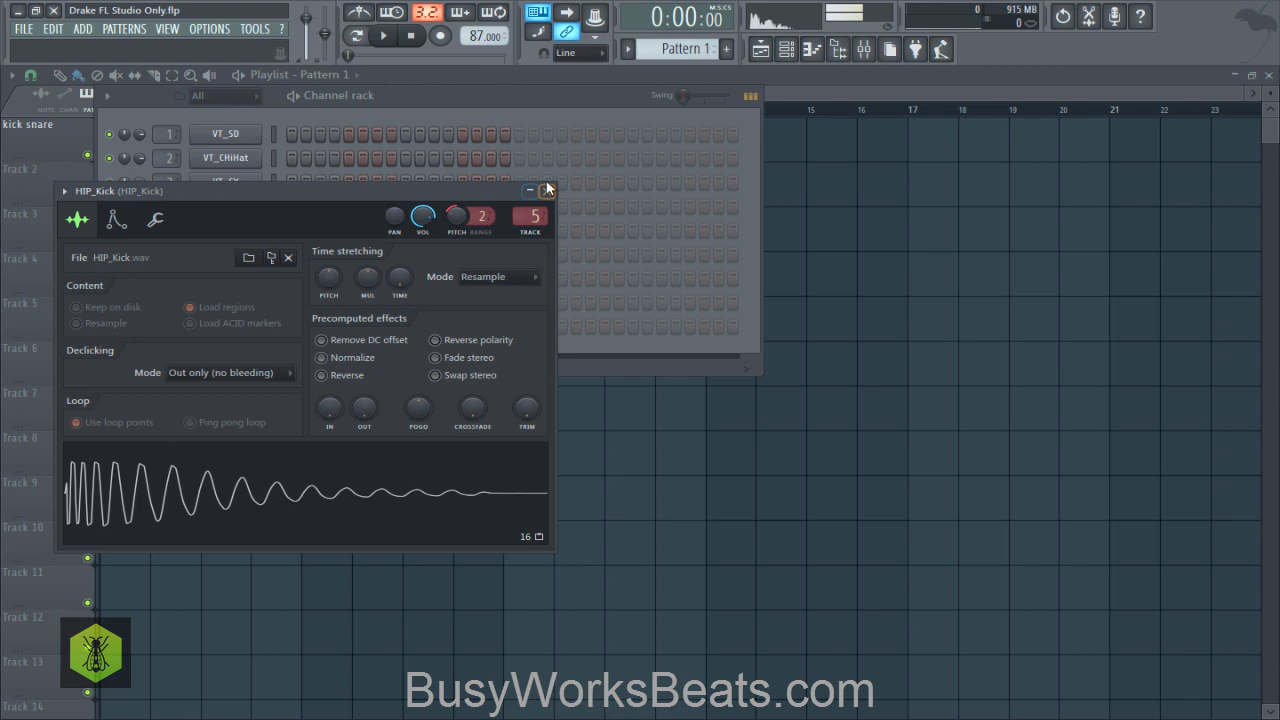 Drake FL Studio Only.flp
FILE EDIT ADD PATTERNS VIEW OPTIONS TOOLS ?
3.2.
87.000
0:00:00
M:S:CS
Line
Pattern 1
0
915 MB
0
Playlist - Pattern 1
NOTE CHAN PAT
All
Channel rack
Swing
15 16 17 18 19 20 21 22 23
kick snare
1 VT_SD
2 VT_CHiHat
Track 2
Track 3
Track 4
Track 5
Track 6
Track 7
Track 8
Track 9
Track 10
Track 11
Track 12
Track 13
Track 14
HIP_Kick (HIP_Kick)
2 5
PAN VOL PITCH RANGE TRACK
File HIP_Kick.wav
Content
Keep on disk Load regions
Resample Load ACID markers
Declicking
Mode Out only (no bleeding)
Loop
Use loop points Ping pong loop
Time stretching
Mode Resample
PITCH MUL TIME
Precomputed effects
Remove DC offset Reverse polarity
Normalize Fade stereo
Reverse Swap stereo
IN OUT POGO CROSSFADE TRIM
16
BusyWorksBeats.com